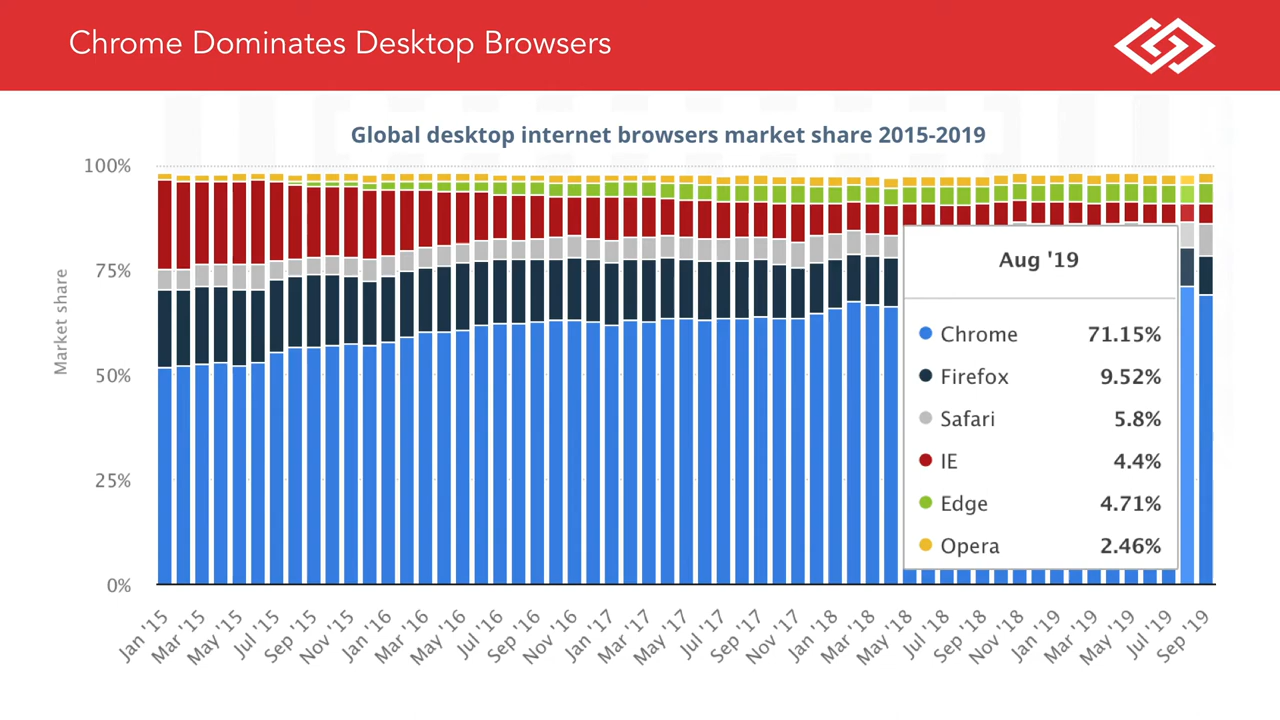 Chrome Dominates Desktop Browsers
Global desktop internet browsers market share 2015-2019
Market share
100%
75%
50%
25%
0%
Aug '19
Chrome 71.15%
Firefox 9.52%
Safari 5.8%
IE 4.4%
Edge 4.71%
Opera 2.46%
Jan '15
Mar '15
May '15
Jul '15
Sep '15
Nov '15
Jan '16
Mar '16
May '16
Jul '16
Sep '16
Nov '16
Jan '17
Mar '17
May '17
Jul '17
Sep '17
Nov '17
Jan '18
Mar '18
May '18
Jul '18
Sep '18
Nov '18
Jan '19
Mar '19
May '19
Jul '19
Sep '19